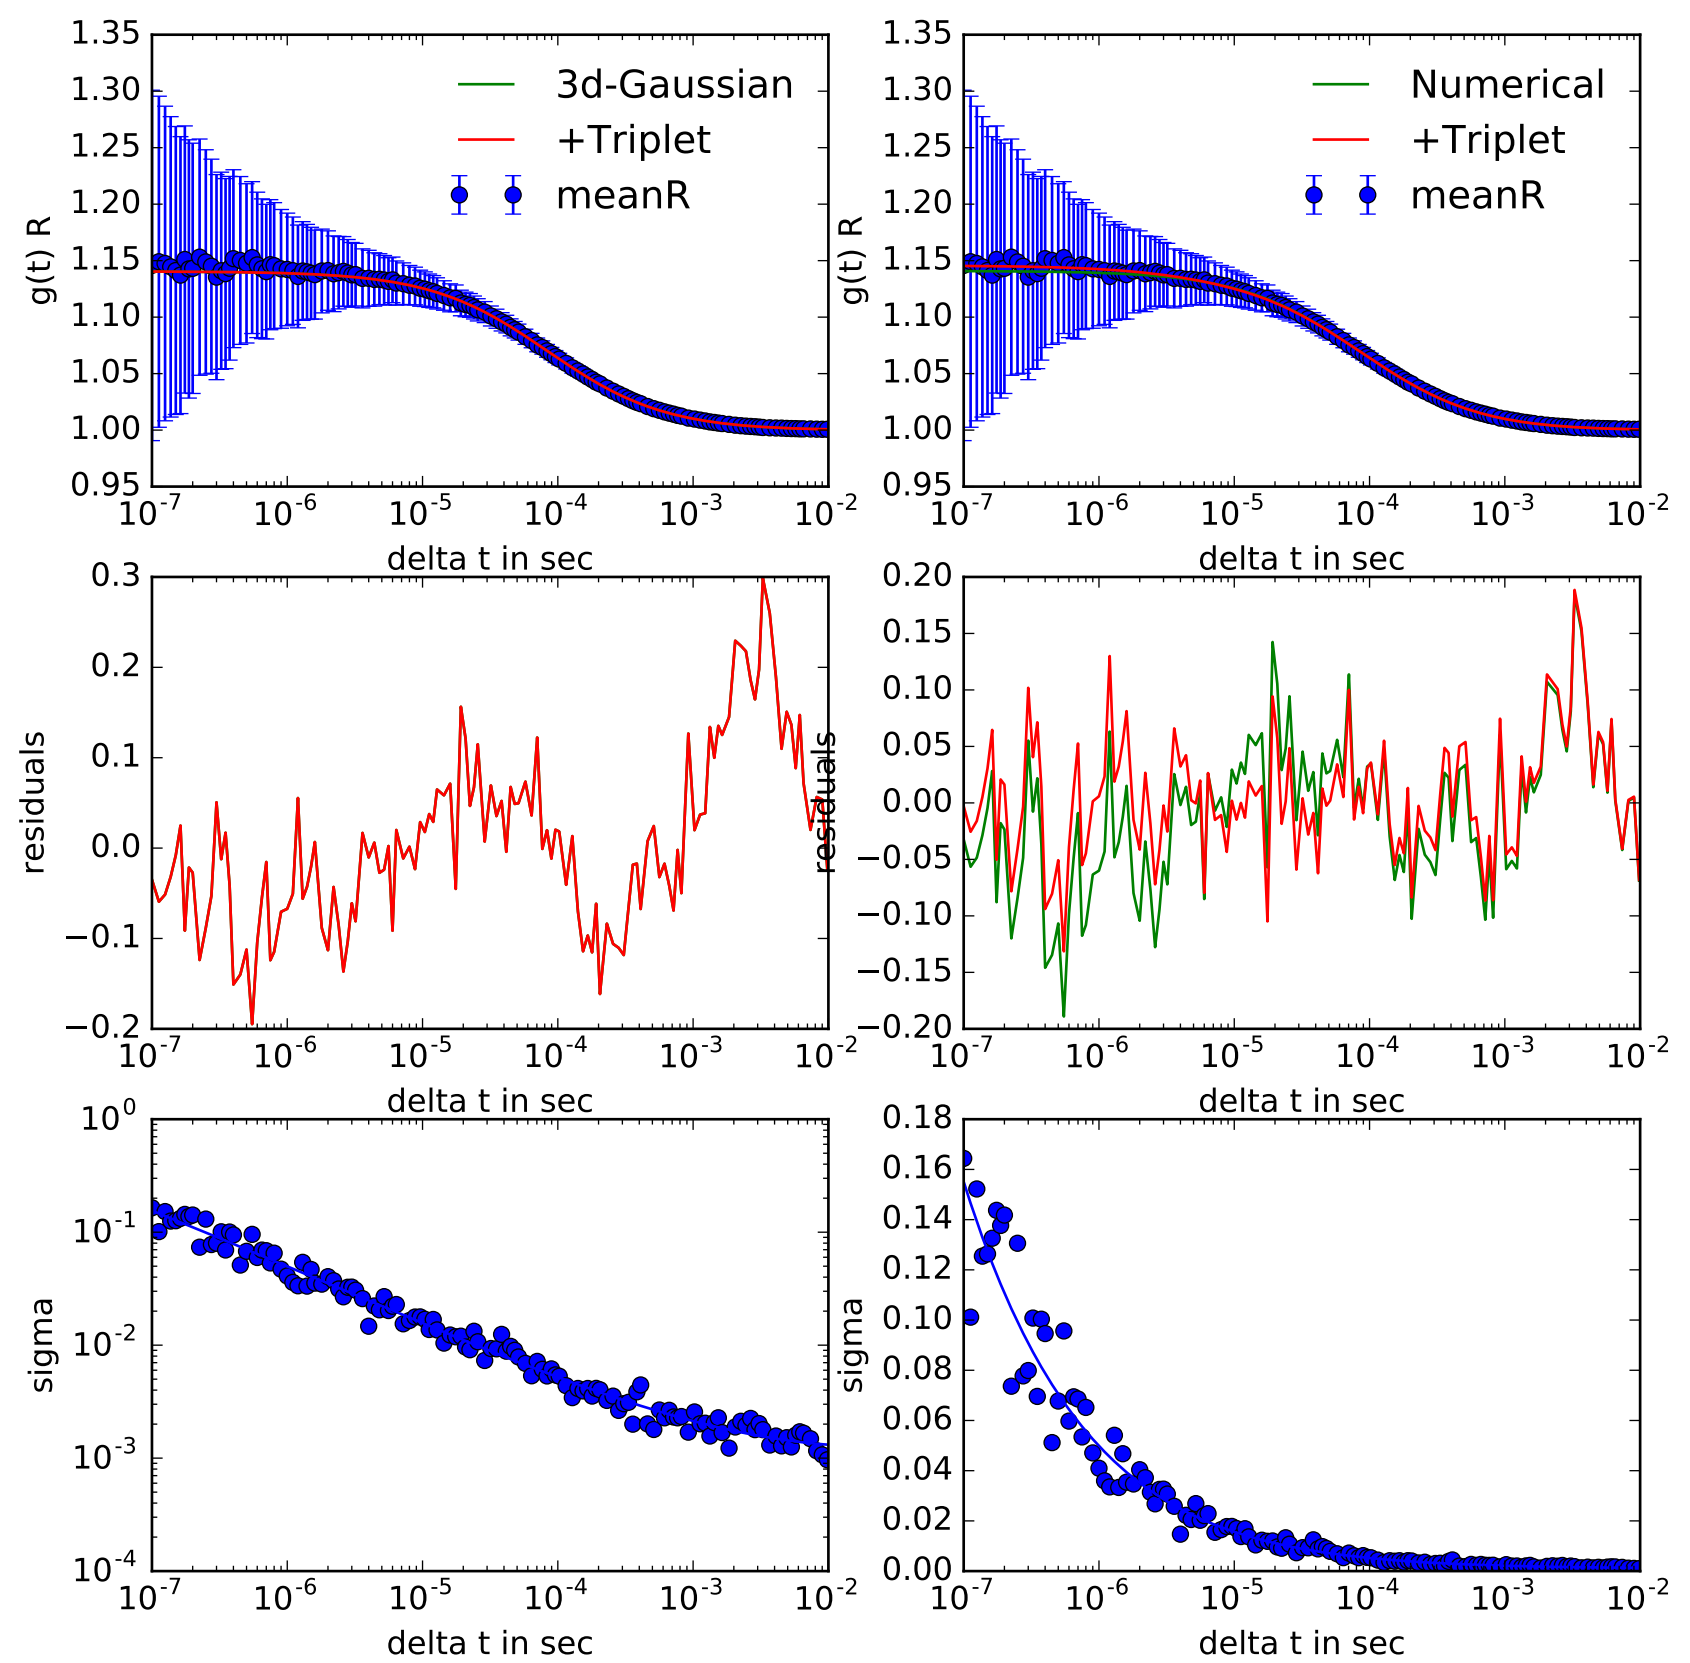 1.35
1.30
1.25
1.20
1.15
1.10
1.05
1.00
0.95
g(t) R
3d-Gaussian
+Triplet
meanR
10-7 10-6 10-5 10-4 10-3 10-2
delta t in sec
1.35
1.30
1.25
1.20
1.15
1.10
1.05
1.00
0.95
g(t) R
Numerical
+Triplet
meanR
10-7 10-6 10-5 10-4 10-3 10-2
delta t in sec
0.3
0.2
0.1
0.0
−0.1
−0.2
residuals
10-7 10-6 10-5 10-4 10-3 10-2
delta t in sec
0.20
0.15
0.10
0.05
0.00
−0.05
−0.10
−0.15
−0.20
residuals
10-7 10-6 10-5 10-4 10-3 10-2
delta t in sec
100
10-1
10-2
10-3
10-4
sigma
10-7 10-6 10-5 10-4 10-3 10-2
delta t in sec
0.18
0.16
0.14
0.12
0.10
0.08
0.06
0.04
0.02
0.00
sigma
10-7 10-6 10-5 10-4 10-3 10-2
delta t in sec